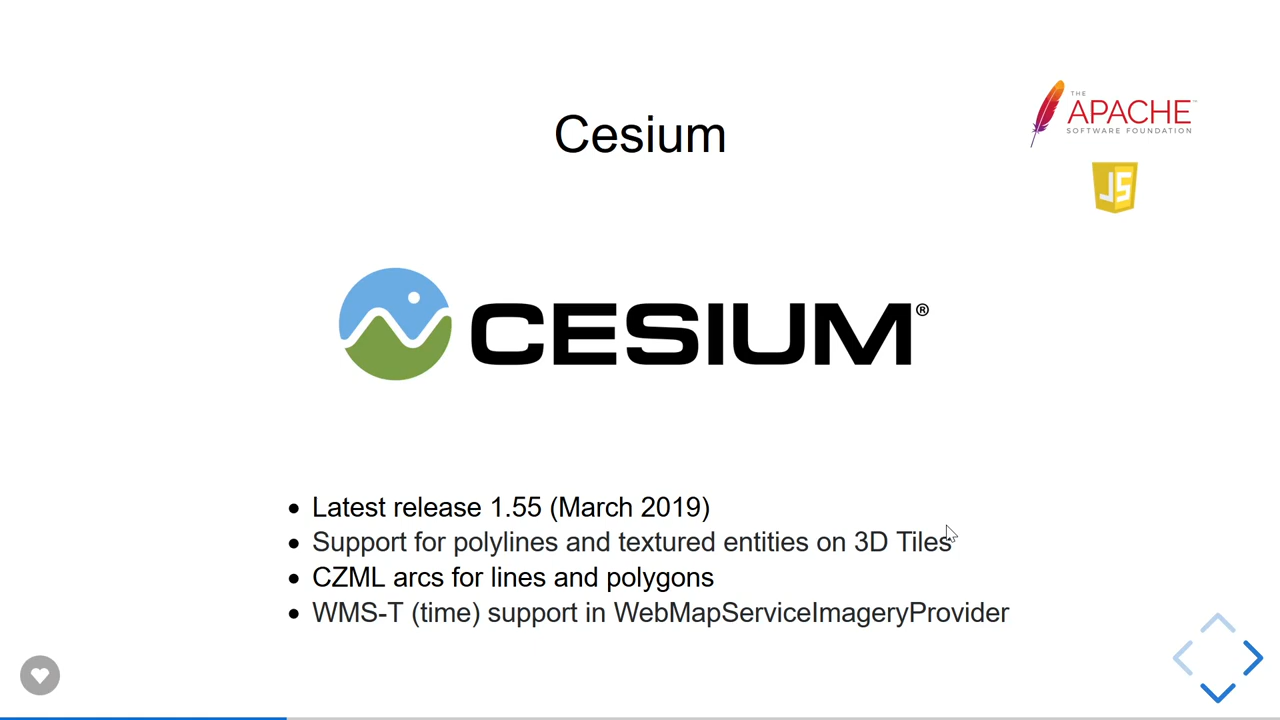 Cesium
THE
APACHE™
SOFTWARE FOUNDATION
JS
CESIUM®
Latest release 1.55 (March 2019)
Support for polylines and textured entities on 3D Tiles
CZML arcs for lines and polygons
WMS-T (time) support in WebMapServiceImageryProvider